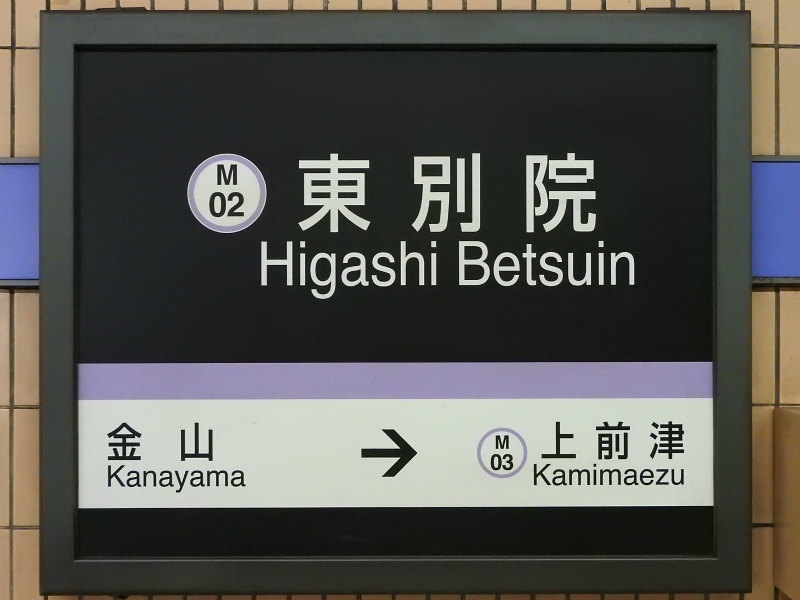 M
02
東別院
Higashi Betsuin
金山
Kanayama
→
M
03
上前津
Kamimaezu